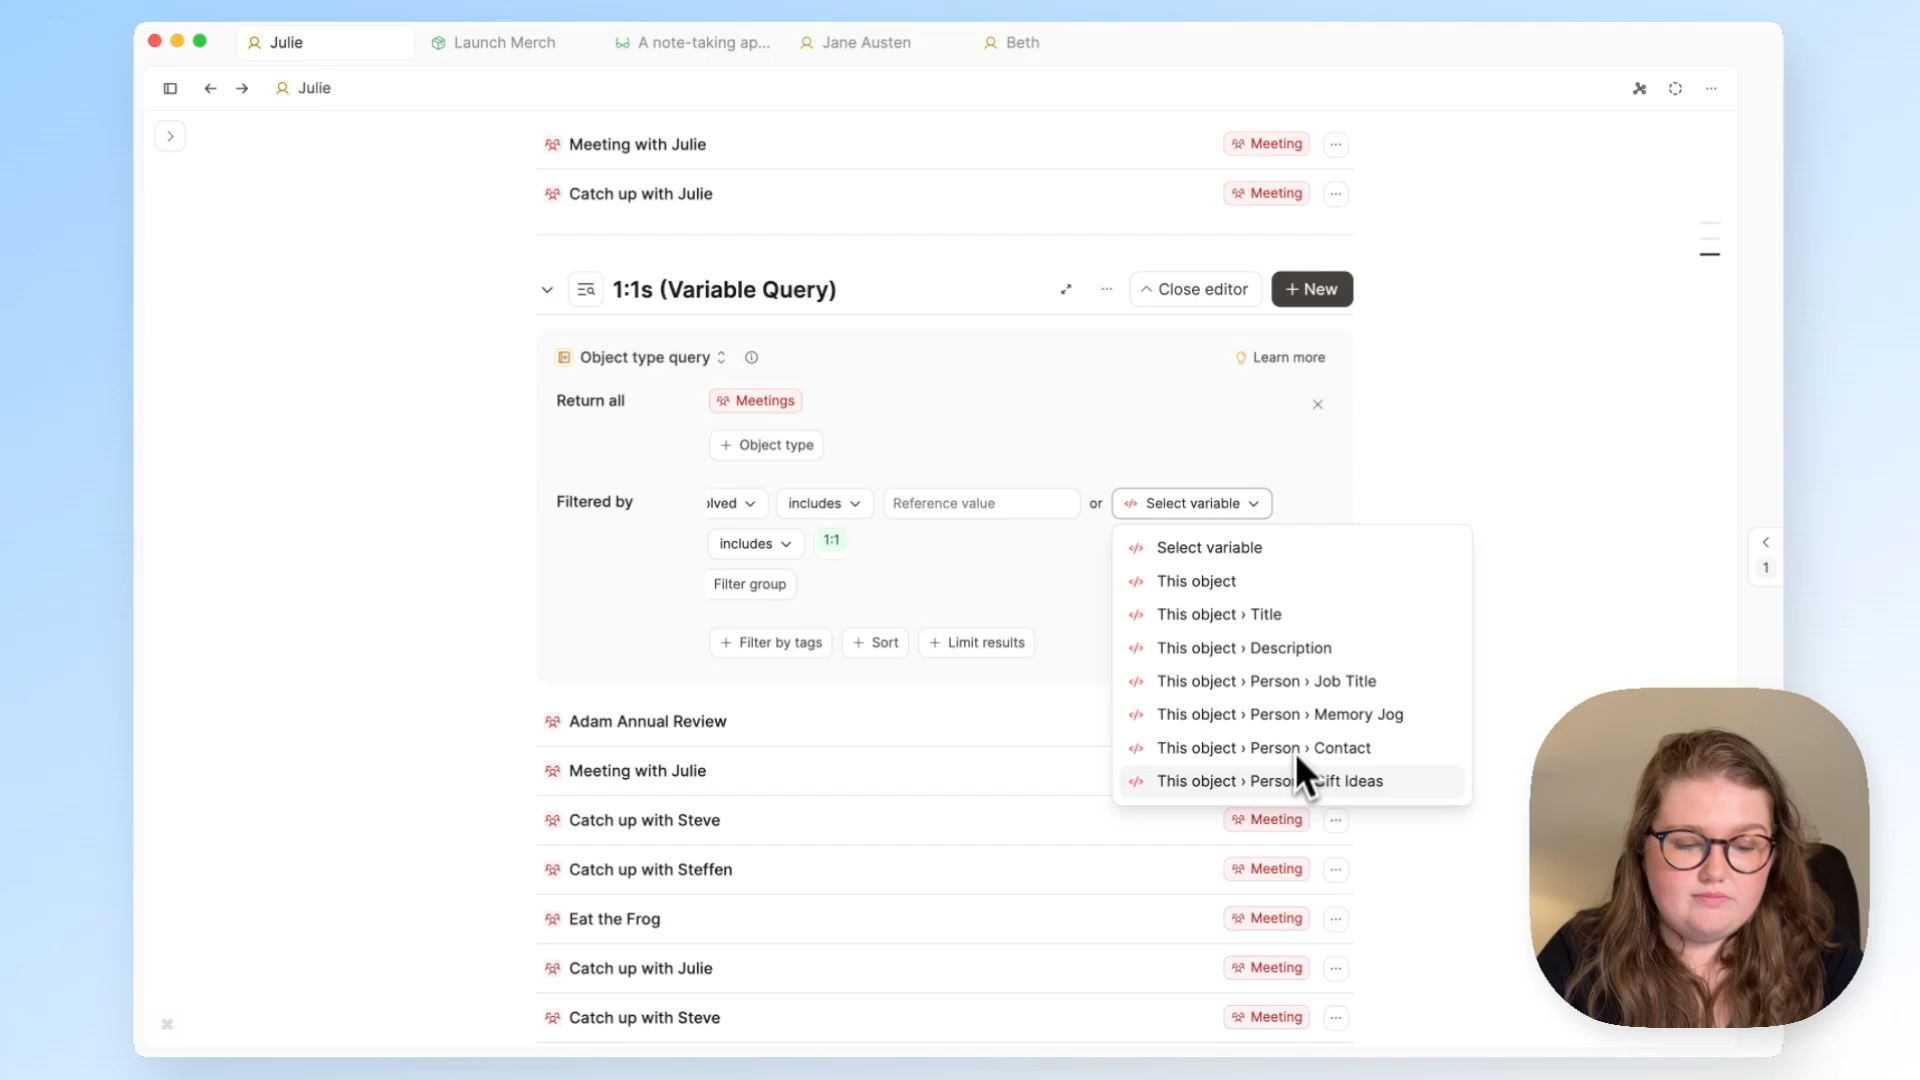 Julie
Launch Merch
A note-taking ap...
Jane Austen
Beth
Julie
Meeting with Julie
Meeting
Catch up with Julie
Meeting
1:1s (Variable Query)
Close editor
+ New
Object type query
Learn more
Return all
Meetings
+ Object type
Filtered by
olved
includes
Reference value
or
</> Select variable
includes
1:1
Filter group
+ Filter by tags
+ Sort
+ Limit results
</> Select variable
</> This object
</> This object › Title
</> This object › Description
</> This object › Person › Job Title
</> This object › Person › Memory Jog
</> This object › Person › Contact
</> This object › Perso Gift Ideas
1
Adam Annual Review
Meeting with Julie
Catch up with Steve
Meeting
Catch up with Steffen
Meeting
Eat the Frog
Meeting
Catch up with Julie
Meeting
Catch up with Steve
Meeting